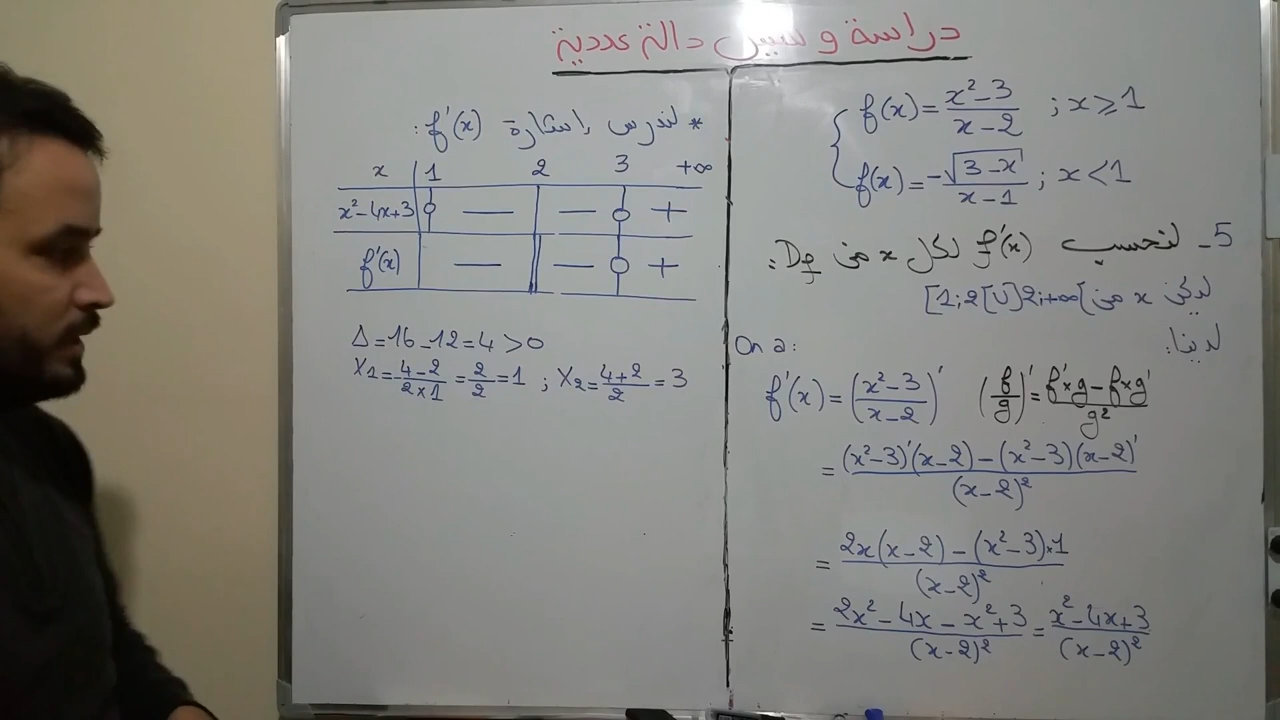 دراسة و تمثيل دالة عددية
f(x) = (x²-3)/(x-2) ; x ⩾ 1
f(x) = -√(3-x)/(x-1) ; x < 1
5- لنحسب f'(x) لكل x من Df:
ليكن x من [1;2[U]2;+∞[
لدينا:
On a:
f'(x) = ((x²-3)/(x-2))' (f/g)' = (f'×g - f×g')/g²
= ((x²-3)'(x-2) - (x²-3)(x-2)')/(x-2)²
= (2x(x-2) - (x²-3)×1)/(x-2)²
= (2x²-4x-x²+3)/(x-2)² = (x²-4x+3)/(x-2)²
* لندرس إشارة f'(x):
x 1 2 3 +∞
x²-4x+3 0 — — 0 +
f'(x) — || — 0 +
Δ = 16-12 = 4 > 0
X1 = (4-2)/(2×1) = 2/2 = 1 ; X2 = (4+2)/2 = 3